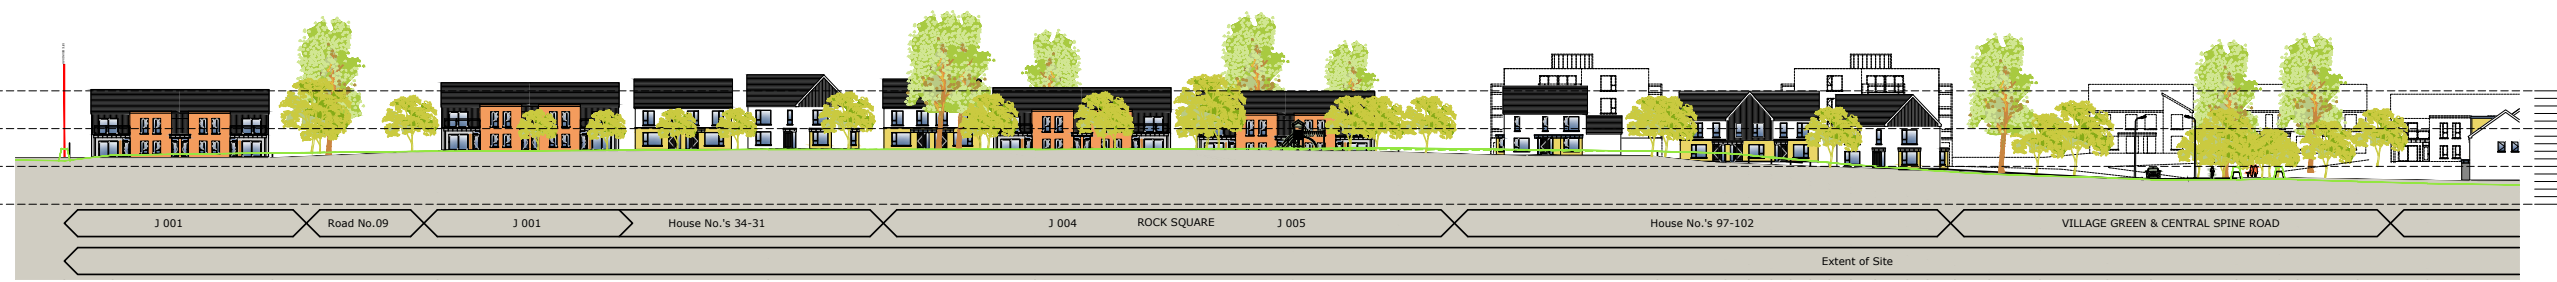 J 001
Road No.09
J 001
House No.'s 34-31
J 004
ROCK SQUARE
J 005
House No.'s 97-102
VILLAGE GREEN & CENTRAL SPINE ROAD
Extent of Site